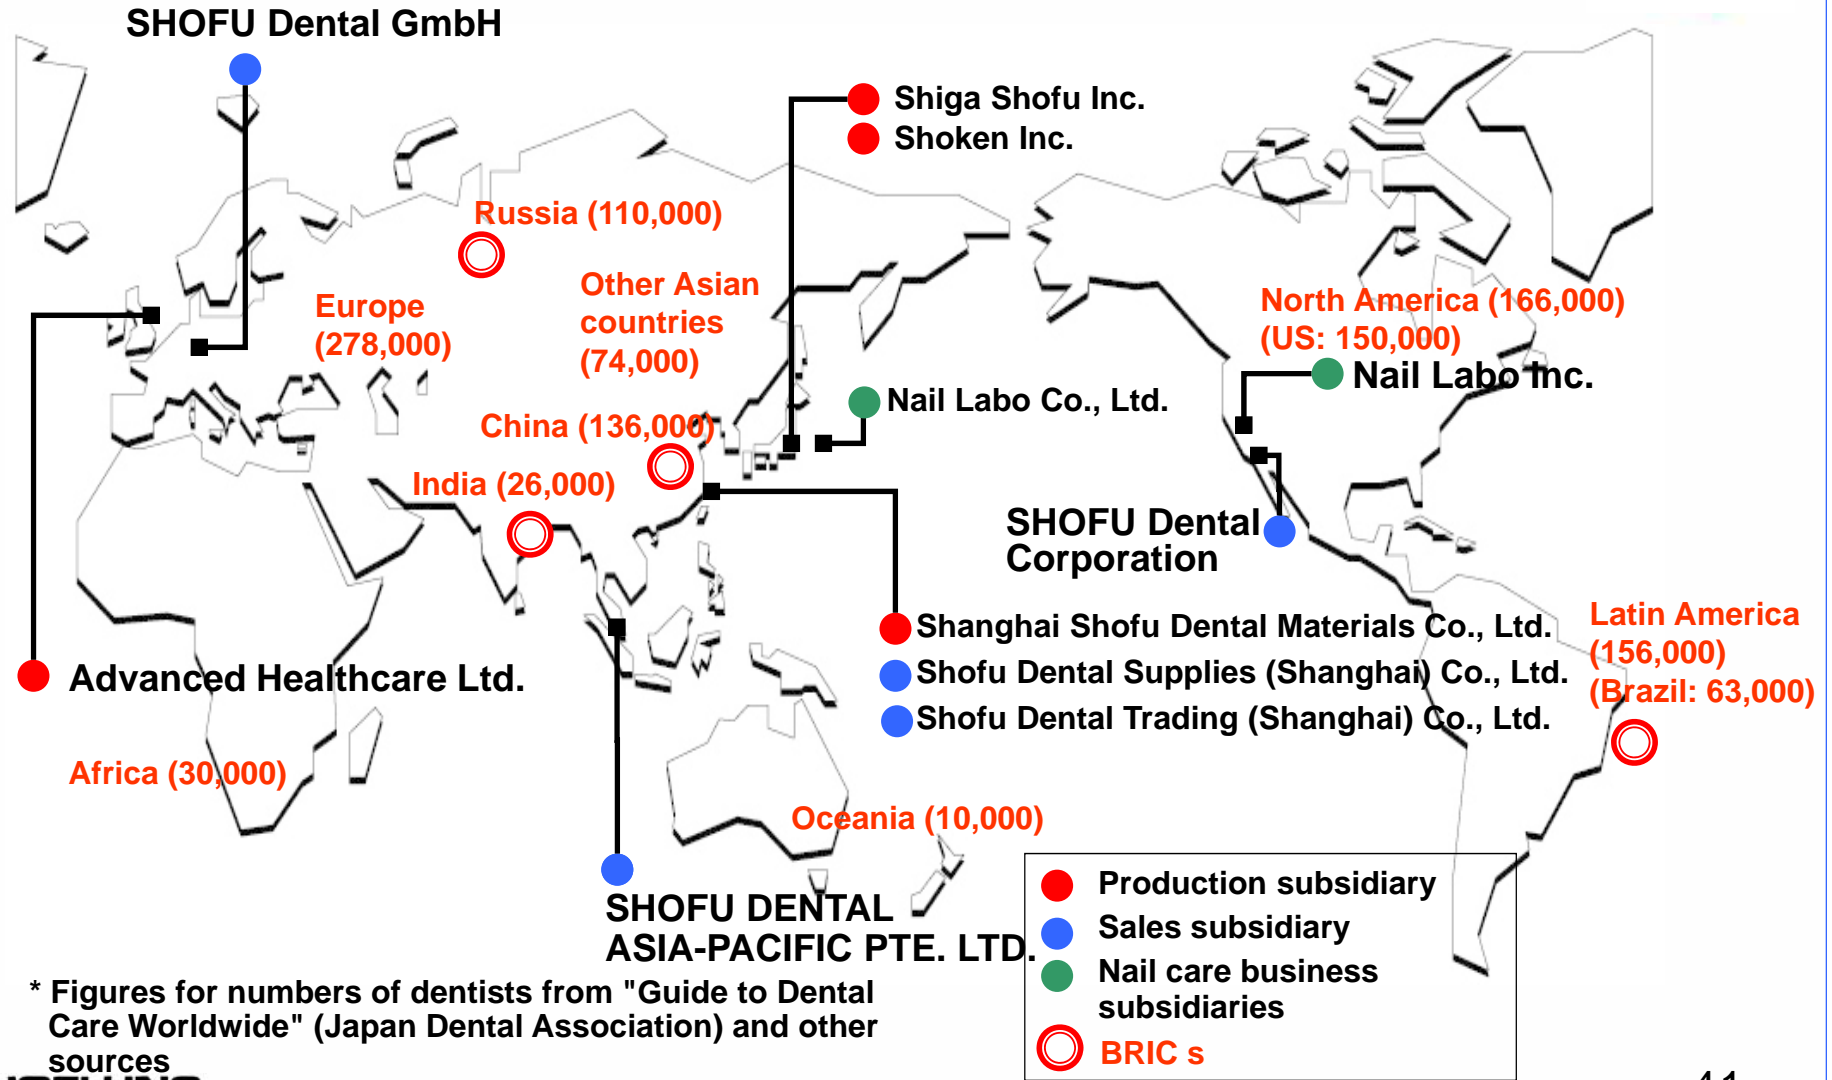 SHOFU Dental GmbH
Shiga Shofu Inc.
Shoken Inc.
Russia (110,000)
Other Asian
countries
(74,000)
Europe
(278,000)
North America (166,000)
(US: 150,000)
Nail Labo Inc.
Nail Labo Co., Ltd.
China (136,000)
India (26,000)
SHOFU Dental
Corporation
Shanghai Shofu Dental Materials Co., Ltd.
Shofu Dental Supplies (Shanghai) Co., Ltd.
Shofu Dental Trading (Shanghai) Co., Ltd.
Latin America
(156,000)
(Brazil: 63,000)
Advanced Healthcare Ltd.
Africa (30,000)
Oceania (10,000)
SHOFU DENTAL
ASIA-PACIFIC PTE. LTD.
Production subsidiary
Sales subsidiary
Nail care business
subsidiaries
BRIC s
* Figures for numbers of dentists from "Guide to Dental
Care Worldwide" (Japan Dental Association) and other
sources